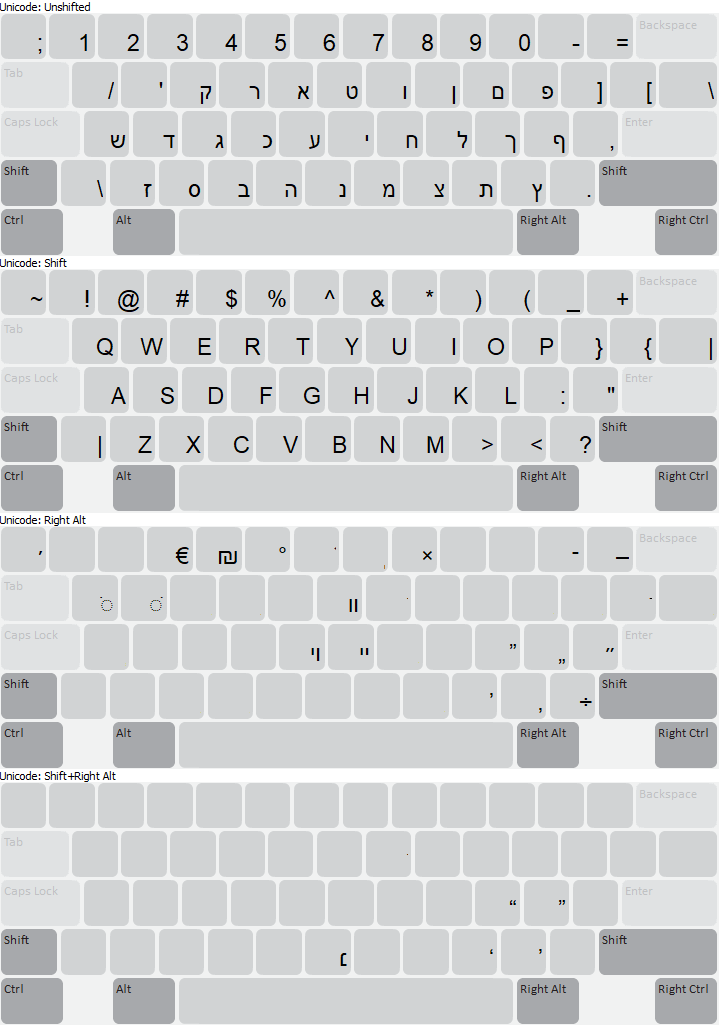 Unicode: Unshifted
; 1 2 3 4 5 6 7 8 9 0 - = Backspace
Tab / ' ק ר א ט ו ן ם פ ] [ \
Caps Lock ש ד ג כ ע י ח ל ך ף , Enter
Shift \ ז ס ב ה נ מ צ ת ץ . Shift
Ctrl Alt Right Alt Right Ctrl
Unicode: Shift
~ ! @ # $ % ^ & * ) ( _ + Backspace
Tab Q W E R T Y U I O P } { |
Caps Lock A S D F G H J K L : " Enter
Shift | Z X C V B N M > < ? Shift
Ctrl Alt Right Alt Right Ctrl
Unicode: Right Alt
׳ € ₪ ° × - – Backspace
Tab װ
Caps Lock ױ ײ ” „ ״ Enter
Shift ’ ‚ ÷ Shift
Ctrl Alt Right Alt Right Ctrl
Unicode: Shift+Right Alt
Backspace
Tab
Caps Lock “ ” Enter
Shift ׆ ‘ ’ Shift
Ctrl Alt Right Alt Right Ctrl